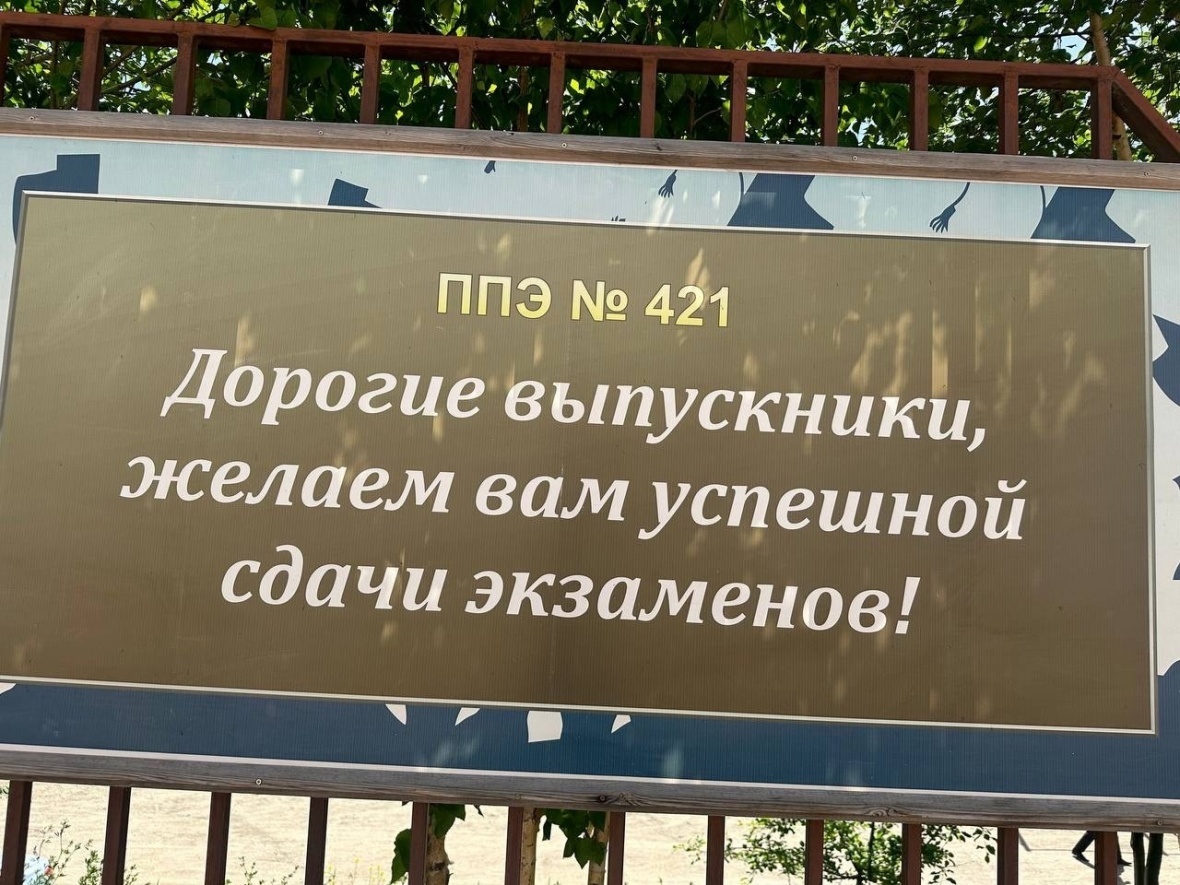 ППЭ № 421
Дорогие выпускники,
желаем вам успешной
сдачи экзаменов!